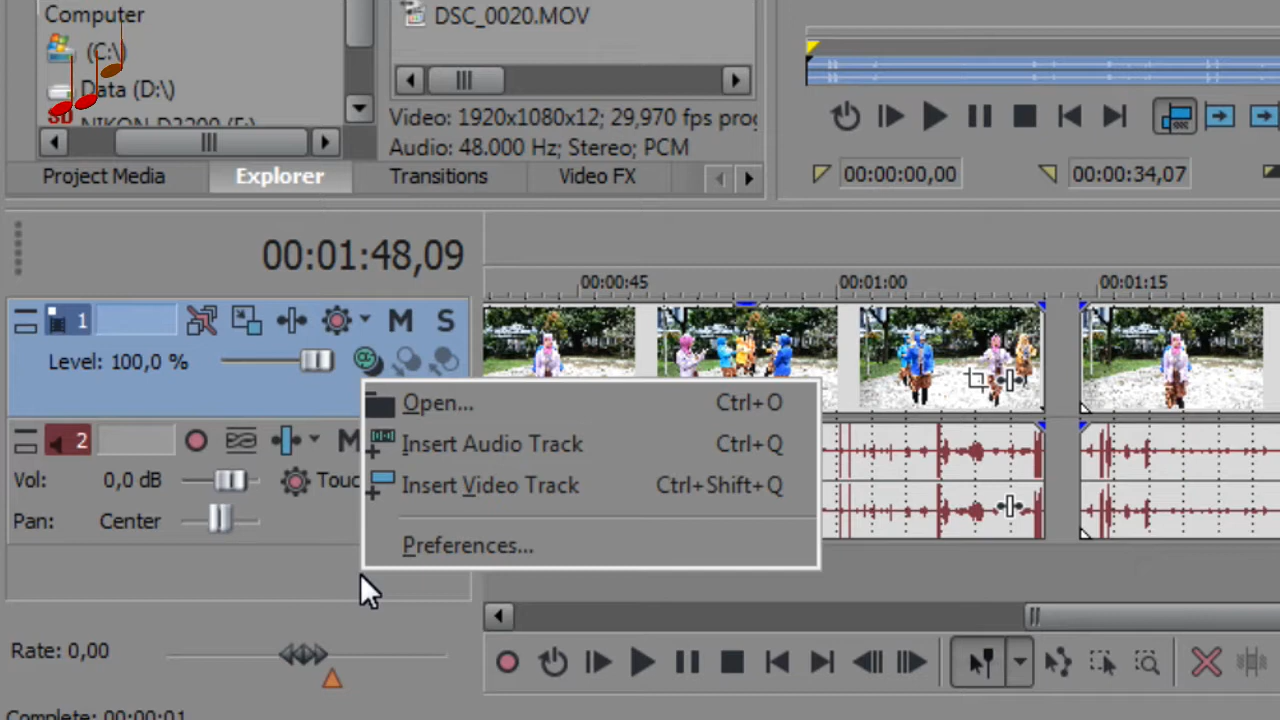 Computer
(C:\)
Data (D:\)
NIKON D3200 (F:)
DSC_0020.MOV
Video: 1920x1080x12; 29,970 fps
Audio: 48.000 Hz; Stereo; PCM
Project Media
Explorer
Transitions
Video FX
00:00:00,00
00:00:34,07
00:01:48,09
00:00:45
00:01:00
00:01:15
1
M
S
Level: 100,0 %
2
M
Vol:
0,0 dB
Pan:
Center
Open...
Ctrl+O
Insert Audio Track
Ctrl+Q
Insert Video Track
Ctrl+Shift+Q
Preferences...
Rate: 0,00
Complete: 00:00:01